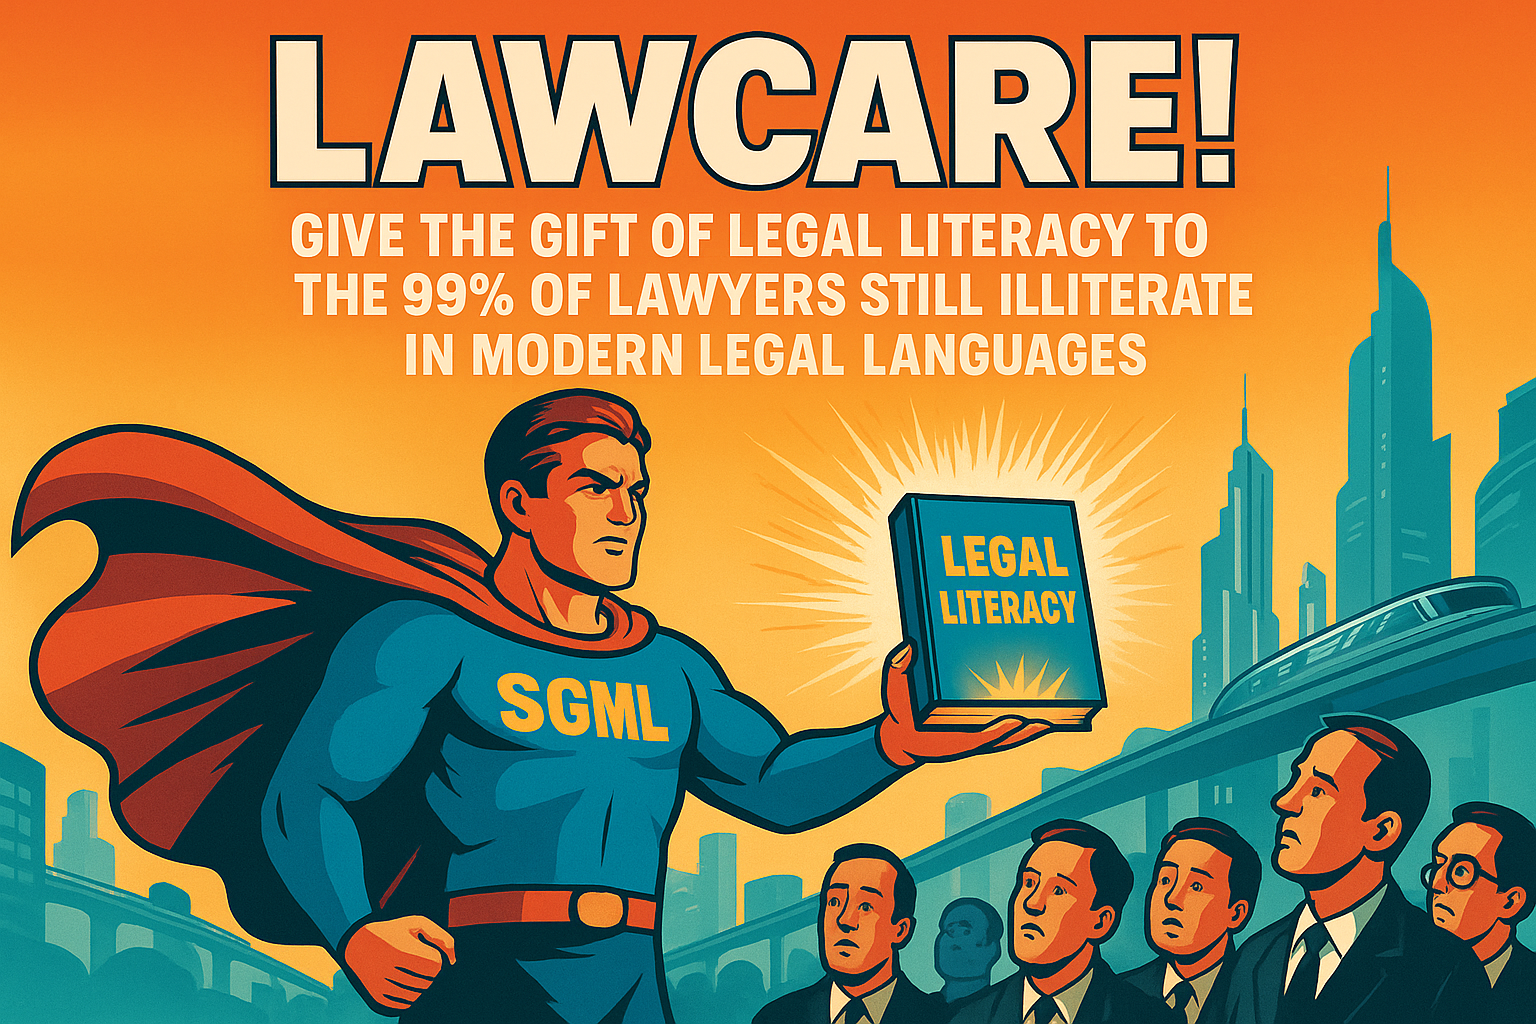 LAWCARE!
GIVE THE GIFT OF LEGAL LITERACY TO
THE 99% OF LAWYERS STILL ILLITERATE
IN MODERN LEGAL LANGUAGES
LEGAL
LITERACY
SGML